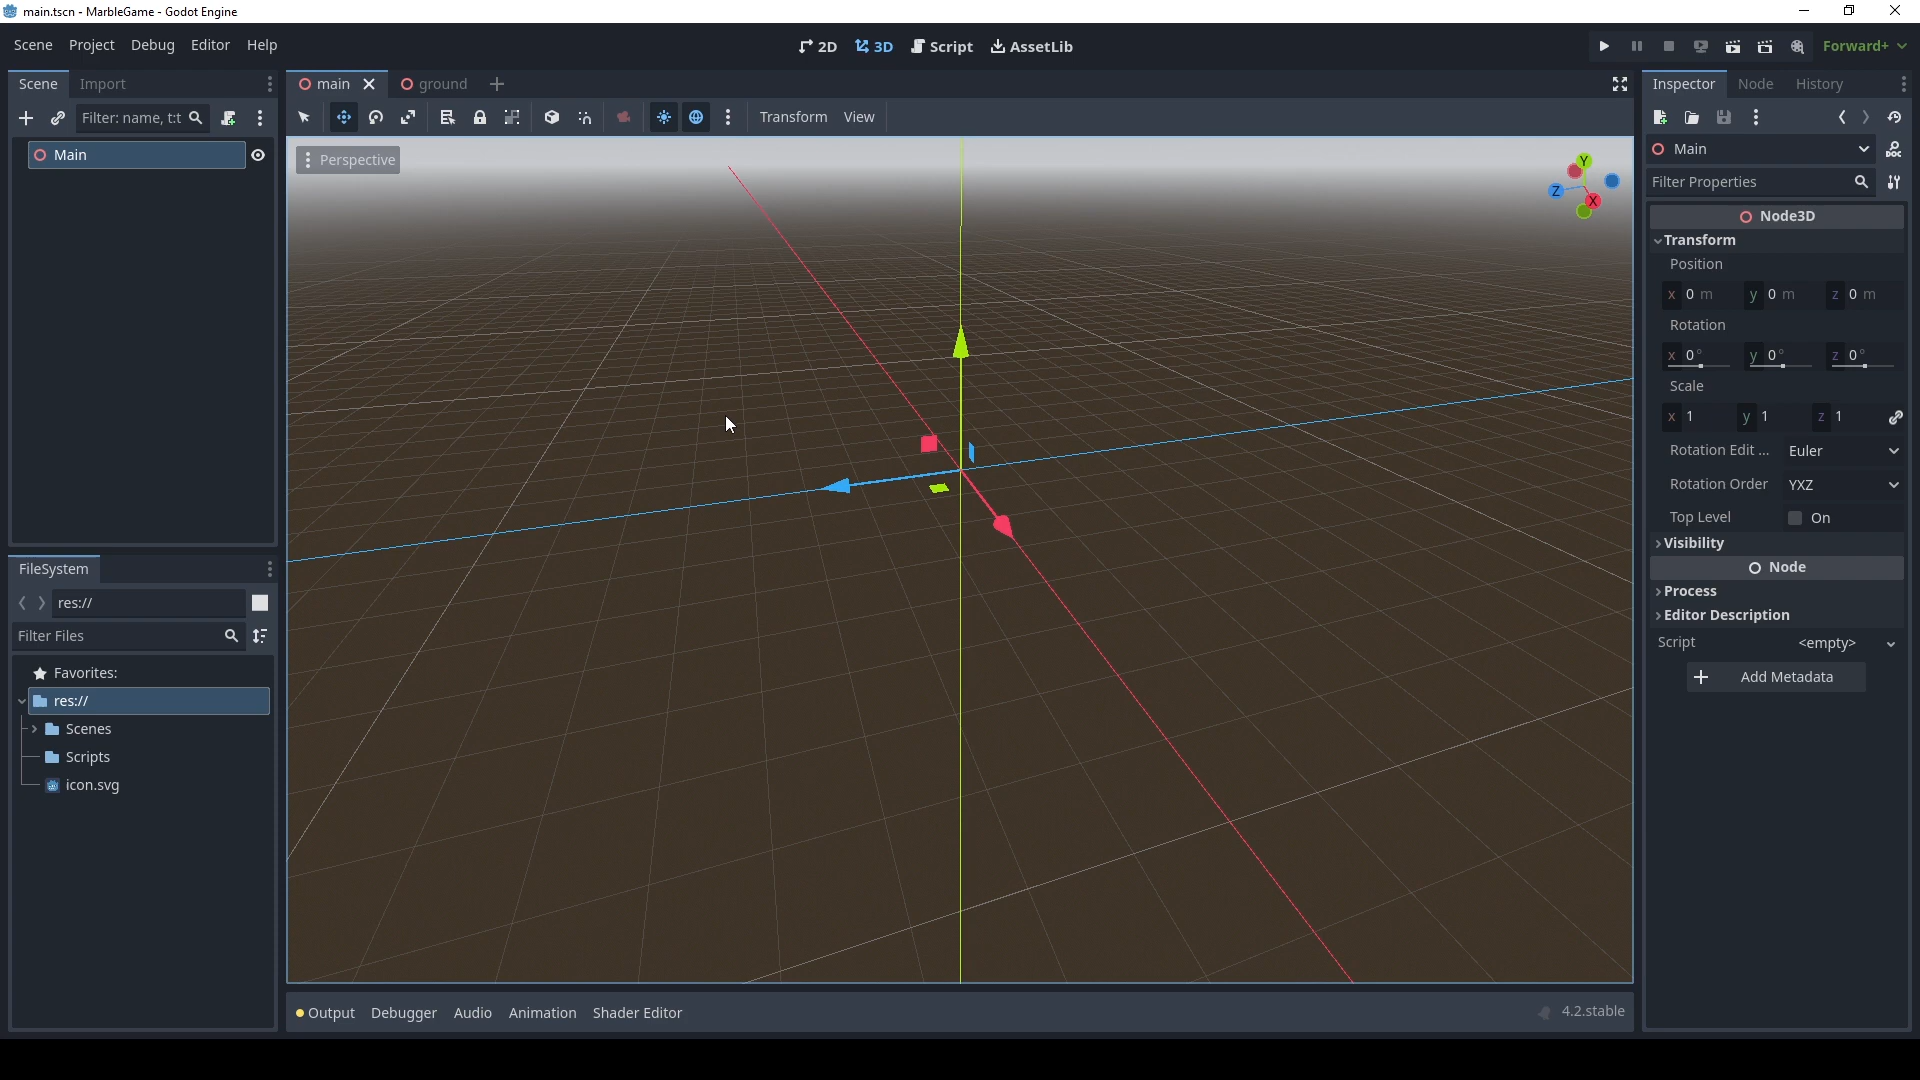 main.tscn - MarbleGame - Godot Engine
Scene Project Debug Editor Help
2D 3D Script AssetLib
Forward+
Scene Import
main ground
Inspector Node History
Filter: name, t:t
Transform View
Main
Perspective
Y
Z
X
Main
Filter Properties
Node3D
Transform
Position
x 0 m y 0 m z 0 m
Rotation
x 0° y 0° z 0°
Scale
x 1 y 1 z 1
Rotation Edit ... Euler
Rotation Order YXZ
Top Level On
Visibility
Node
Process
Editor Description
Script <empty>
Add Metadata
FileSystem
res://
Filter Files
Favorites:
res://
Scenes
Scripts
icon.svg
Output Debugger Audio Animation Shader Editor
4.2.stable